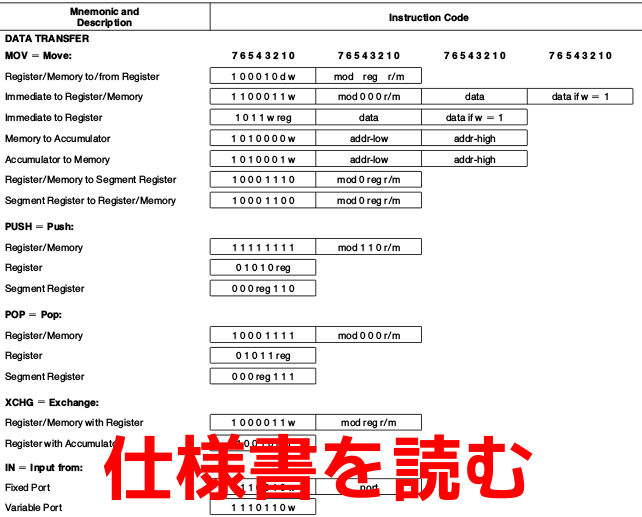 Mnemonic and Description Instruction Code
DATA TRANSFER
MOV = Move: 7 6 5 4 3 2 1 0 7 6 5 4 3 2 1 0 7 6 5 4 3 2 1 0 7 6 5 4 3 2 1 0
Register/Memory to/from Register 1 0 0 0 1 0 d w mod reg r/m
Immediate to Register/Memory 1 1 0 0 0 1 1 w mod 0 0 0 r/m data data if w = 1
Immediate to Register 1 0 1 1 w reg data data if w = 1
Memory to Accumulator 1 0 1 0 0 0 0 w addr-low addr-high
Accumulator to Memory 1 0 1 0 0 0 1 w addr-low addr-high
Register/Memory to Segment Register 1 0 0 0 1 1 1 0 mod 0 reg r/m
Segment Register to Register/Memory 1 0 0 0 1 1 0 0 mod 0 reg r/m
PUSH = Push:
Register/Memory 1 1 1 1 1 1 1 1 mod 1 1 0 r/m
Register 0 1 0 1 0 reg
Segment Register 0 0 0 reg 1 1 0
POP = Pop:
Register/Memory 1 0 0 0 1 1 1 1 mod 0 0 0 r/m
Register 0 1 0 1 1 reg
Segment Register 0 0 0 reg 1 1 1
XCHG = Exchange:
Register/Memory with Register 1 0 0 0 0 1 1 w mod reg r/m
Register with Accumulator
仕様書を読む
IN = Input from:
Fixed Port port
Variable Port 1 1 1 0 1 1 0 w